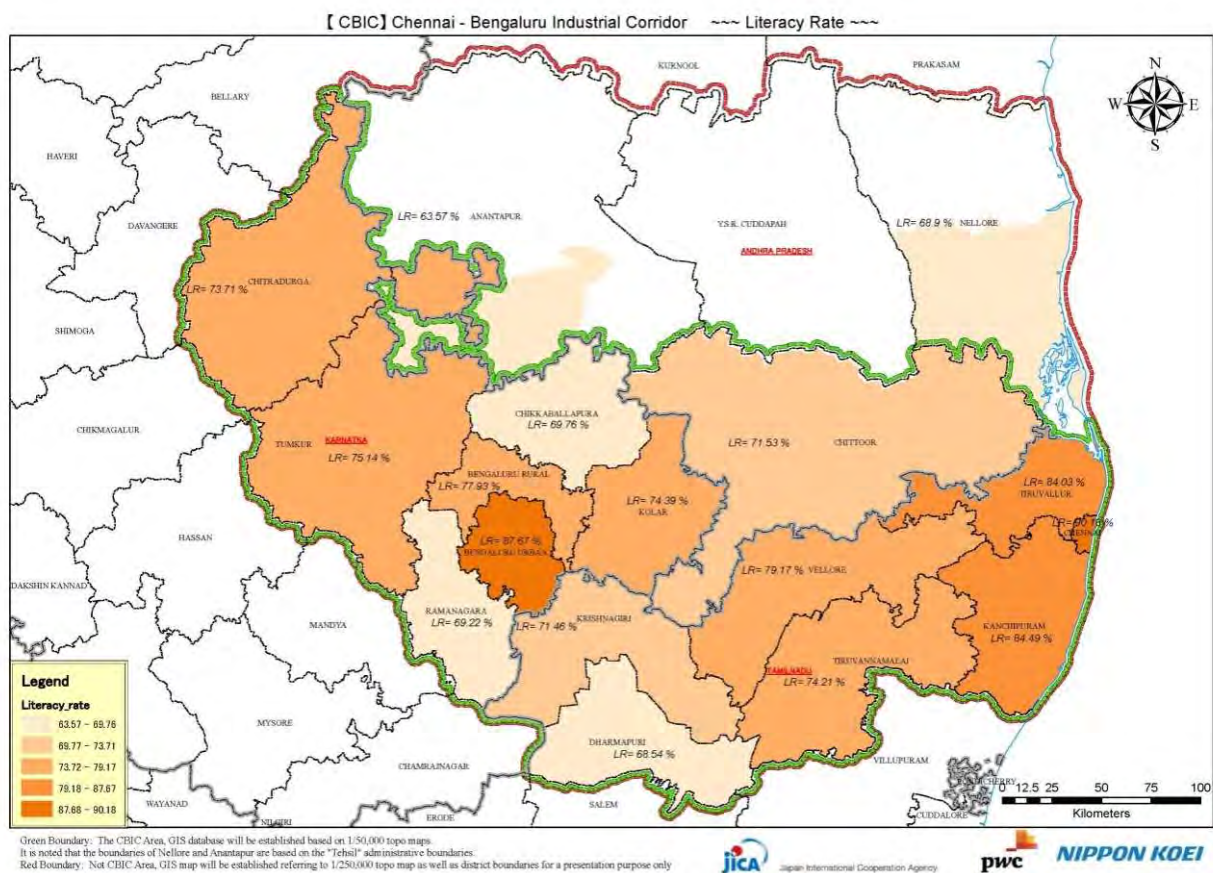 【 CBIC】 Chennai - Bengaluru Industrial Corridor ~~~ Literacy Rate ~~~
KURNOOL
PRAKASAM
N
W E
S
BELLARY
HAVERI
DAVANGERE
LR= 63.57 %
ANANTAPUR
Y.S.R. CUDDAPAH
LR= 68.9 %
NELLORE
ANDHRA PRADESH
CHITRADURGA
LR= 73.71 %
SHIMOGA
CHIKMAGALUR
CHIKKABALLAPURA
LR= 69.76 %
TUMKUR
KARNATKA
LR= 75.14 %
LR= 71.53 %
CHITTOOR
BENGALURU RURAL
LR= 77.93 %
LR= 74.39 %
KOLAR
LR= 84.03 %
TIRUVALLUR
LR= 90.18 %
CHENNAI
HASSAN
LR= 87.67 %
BENGALURU URBAN
LR= 79.17 %
VELLORE
DAKSHIN KANNAD
RAMANAGARA
LR= 69.22 %
KRISHNAGIRI
LR= 71.46 %
MANDYA
KANCHIPURAM
LR= 84.49 %
TIRUVANNAMALAI
TAMILNADU
LR= 74.21 %
MYSORE
DHARMAPURI
LR= 68.54 %
CHAMRAJNAGAR
VILLUPURAM
WAYANAD
NILGIRI
ERODE
SALEM
CUDDALORE
Legend
Literacy_rate
63.57 - 69.76
69.77 - 73.71
73.72 - 79.17
79.18 - 87.67
87.68 - 90.18
0 12.5 25 50 75 100
Kilometers
Green Boundary: The CBIC Area, GIS database will be established based on 1/50,000 topo maps
It is noted that the boundaries of Nellore and Anantapur are based on the "Tehsil" administrative boundaries.
Red Boundary: Not CBIC Area, GIS map will be established referring to 1/250,000 topo map as well as district boundaries for a presentation purpose only
jica
Japan International Cooperation Agency
pwc
NIPPON KOEI